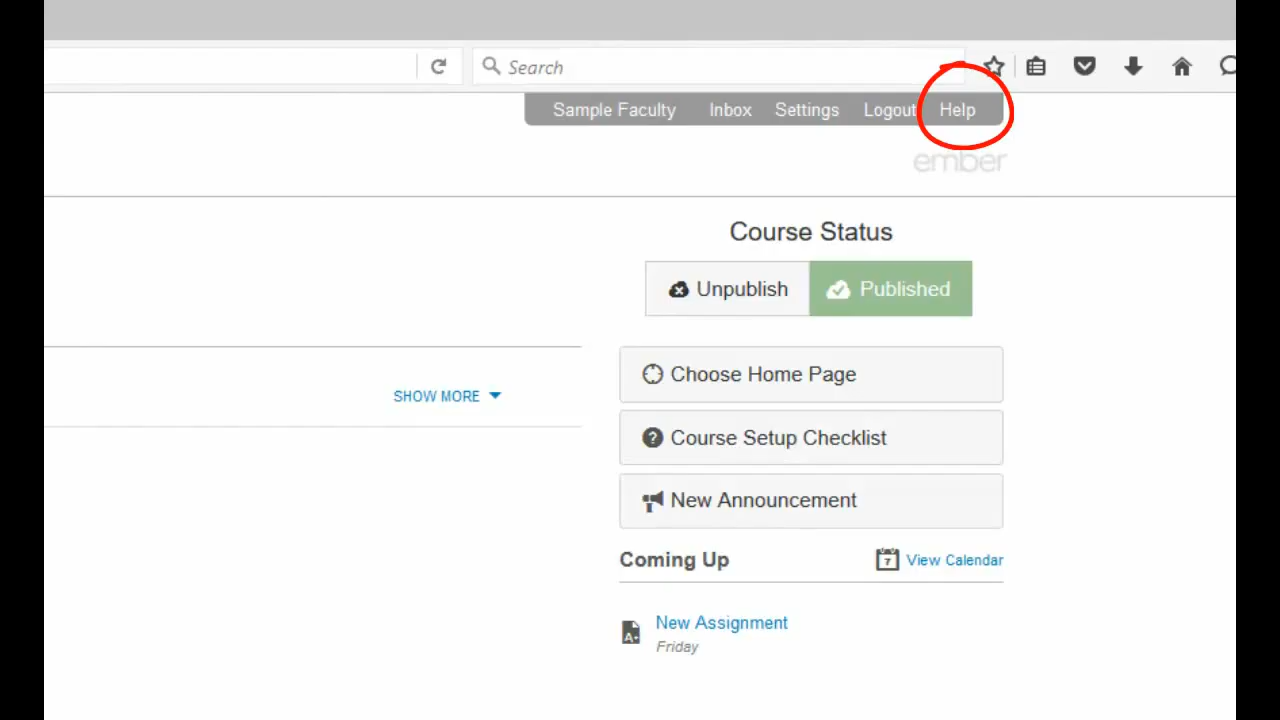 Search
Sample Faculty Inbox Settings Logout Help
ember
Course Status
Unpublish Published
SHOW MORE
Choose Home Page
Course Setup Checklist
New Announcement
Coming Up 7 View Calendar
A+ New Assignment
Friday